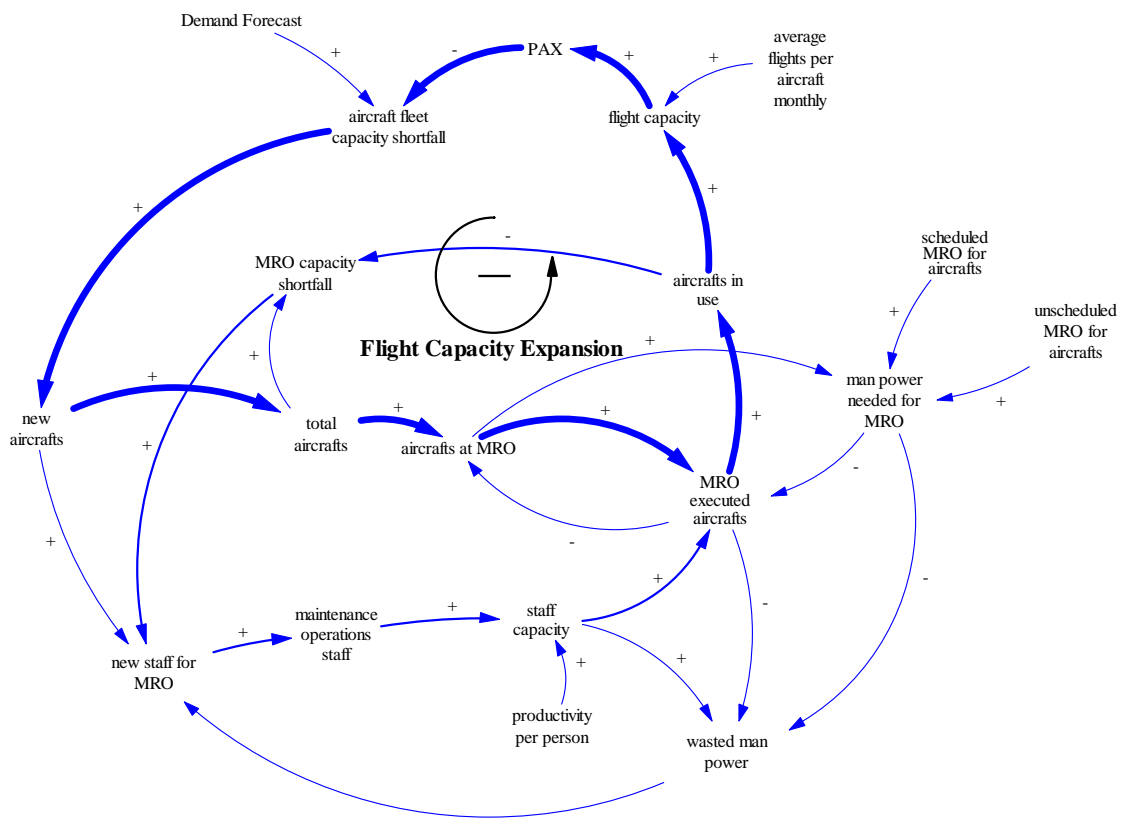 Demand Forecast
+
-
PAX
+
+
average
flights per
aircraft
monthly
aircraft fleet
capacity shortfall
flight capacity
+
+
-
MRO capacity
shortfall
aircrafts in
use
scheduled
MRO for
aircrafts
+
unscheduled
MRO for
aircrafts
+
Flight Capacity Expansion
+
+
+
man power
needed for
MRO
+
new
aircrafts
total
aircrafts
+
aircrafts at MRO
+
+
+
-
MRO
executed
aircrafts
+
-
-
+
-
+
+
maintenance
operations
staff
+
staff
capacity
-
new staff for
MRO
+
+
productivity
per person
wasted man
power